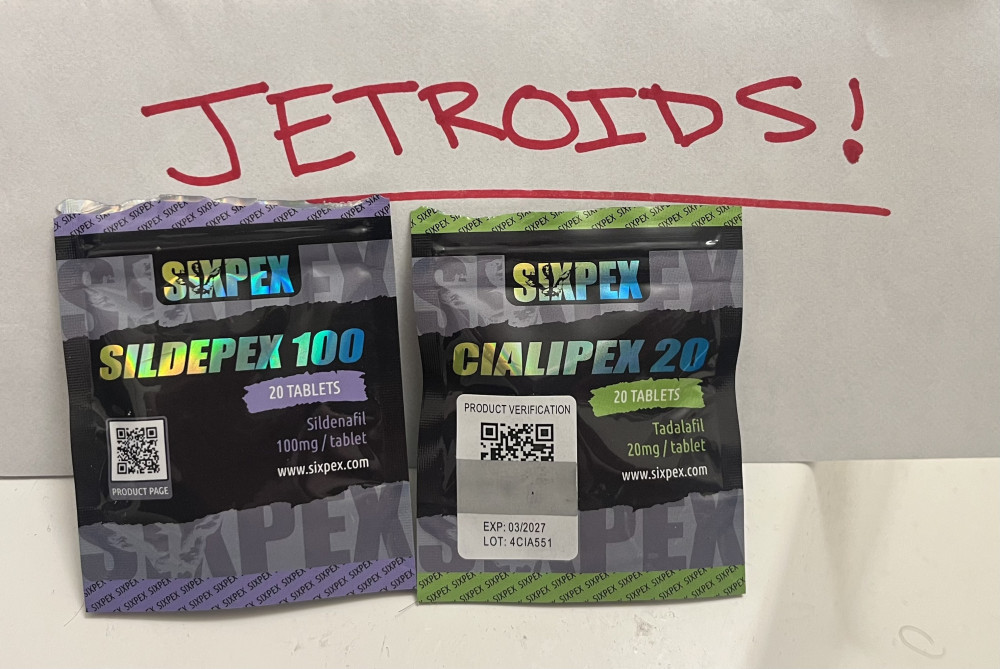 JETROIDS!
SIXPEX
SILDEPEX 100
20 TABLETS
Sildenafil
100mg / tablet
www.sixpex.com
PRODUCT PAGE
SIXPEX
CIALIPEX 20
20 TABLETS
PRODUCT VERIFICATION
Tadalafil
20mg / tablet
www.sixpex.com
EXP: 03/2027
LOT: 4CIA551